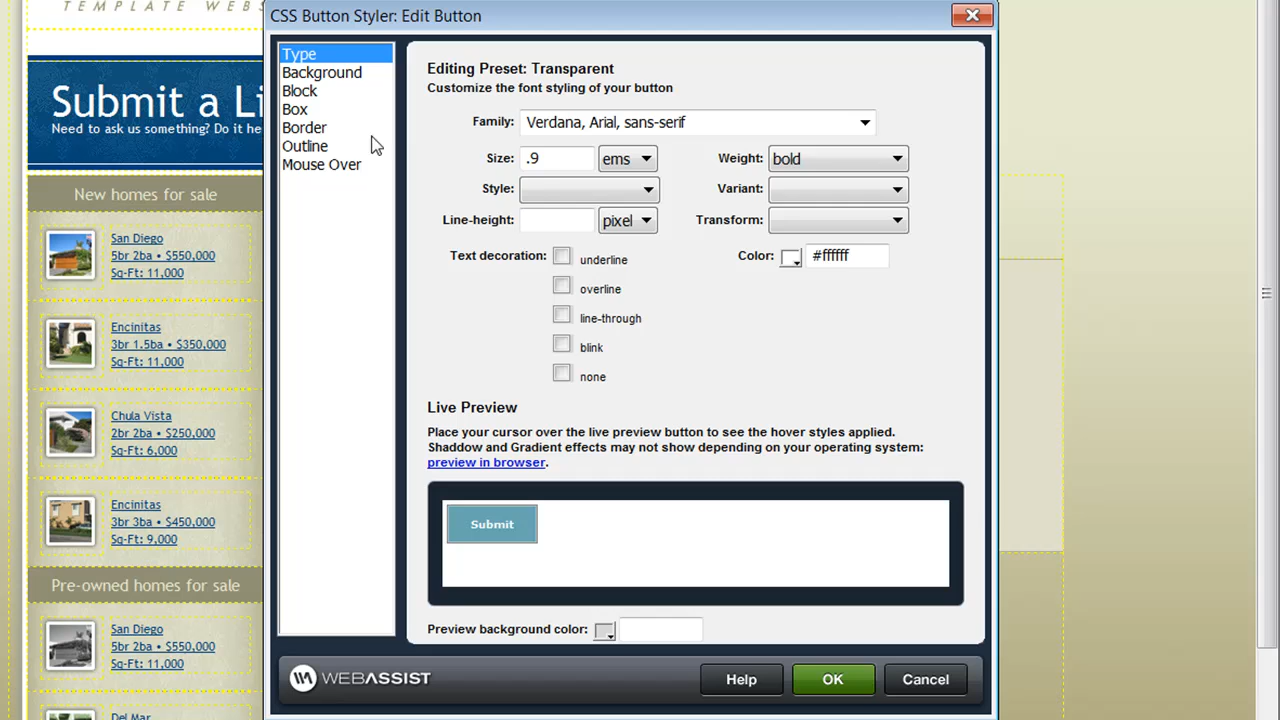 TEMPLATE WEBS
Submit a Li
Need to ask us something? Do it he
New homes for sale
San Diego
5br 2ba • $550,000
Sq-Ft: 11,000
Encinitas
3br 1.5ba • $350,000
Sq-Ft: 11,000
Chula Vista
2br 2ba • $250,000
Sq-Ft: 6,000
Encinitas
3br 3ba • $450,000
Sq-Ft: 9,000
Pre-owned homes for sale
San Diego
5br 2ba • $550,000
Sq-Ft: 11,000
Del Mar
CSS Button Styler: Edit Button
Type
Background
Block
Box
Border
Outline
Mouse Over
Editing Preset: Transparent
Customize the font styling of your button
Family: Verdana, Arial, sans-serif
Size: .9 ems Weight: bold
Style: Variant:
Line-height: pixel Transform:
Text decoration: underline Color: #ffffff
overline
line-through
blink
none
Live Preview
Place your cursor over the live preview button to see the hover styles applied.
Shaddow and Gradient effects may not show depending on your operating system:
preview in browser.
Submit
Preview background color:
WEBASSIST
Help OK Cancel